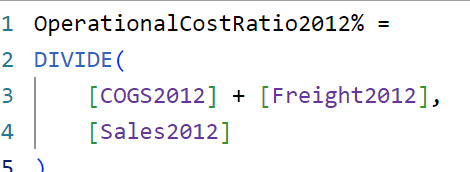 1 OperationalCostRatio2012% =
2 DIVIDE(
3 [COGS2012] + [Freight2012],
4 [Sales2012]
5 )